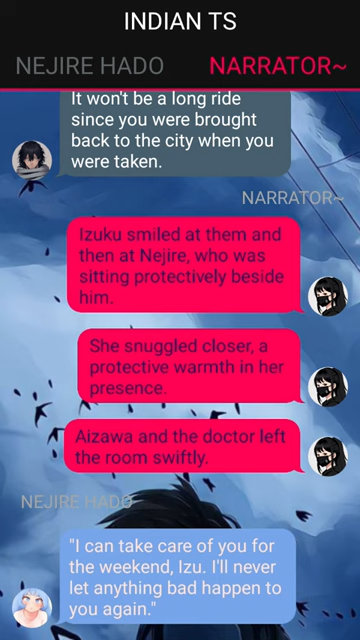 INDIAN TS
NEJIRE HADO NARRATOR~
It won't be a long ride
since you were brought
back to the city when you
were taken.
NARRATOR~
Izuku smiled at them and
then at Nejire, who was
sitting protectively beside
him.
She snuggled closer, a
protective warmth in her
presence.
Aizawa and the doctor left
the room swiftly.
NEJIRE HADO
"I can take care of you for
the weekend, Izu. I'll never
let anything bad happen to
you again."